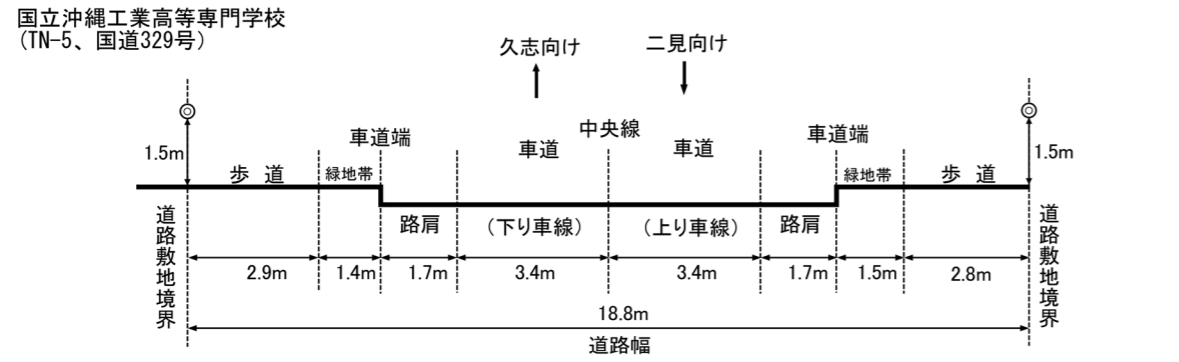 国立沖縄工業高等専門学校
（TN-5、国道329号）
久志向け
二見向け
中央線
車道端
車道
車道
車道端
1.5m
1.5m
歩　道
緑地帯
緑地帯
歩　道
路肩
（下り車線）
（上り車線）
路肩
道路敷地境界
道路敷地境界
2.9m
1.4m
1.7m
3.4m
3.4m
1.7m
1.5m
2.8m
18.8m
道路幅